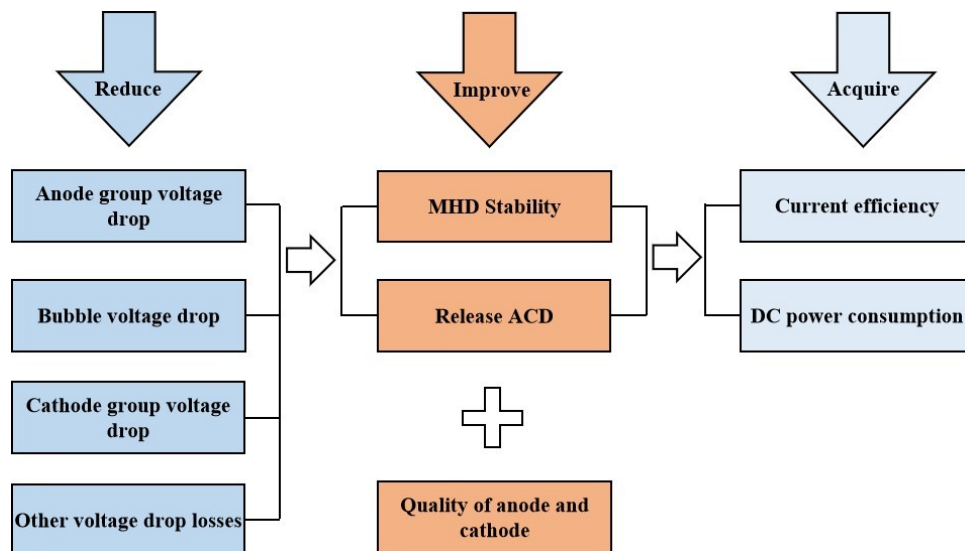 Reduce
Improve
Acquire
Anode group voltage
drop
MHD Stability
Current efficiency
Bubble voltage drop
Release ACD
DC power consumption
Cathode group voltage
drop
Other voltage drop losses
Quality of anode and
cathode